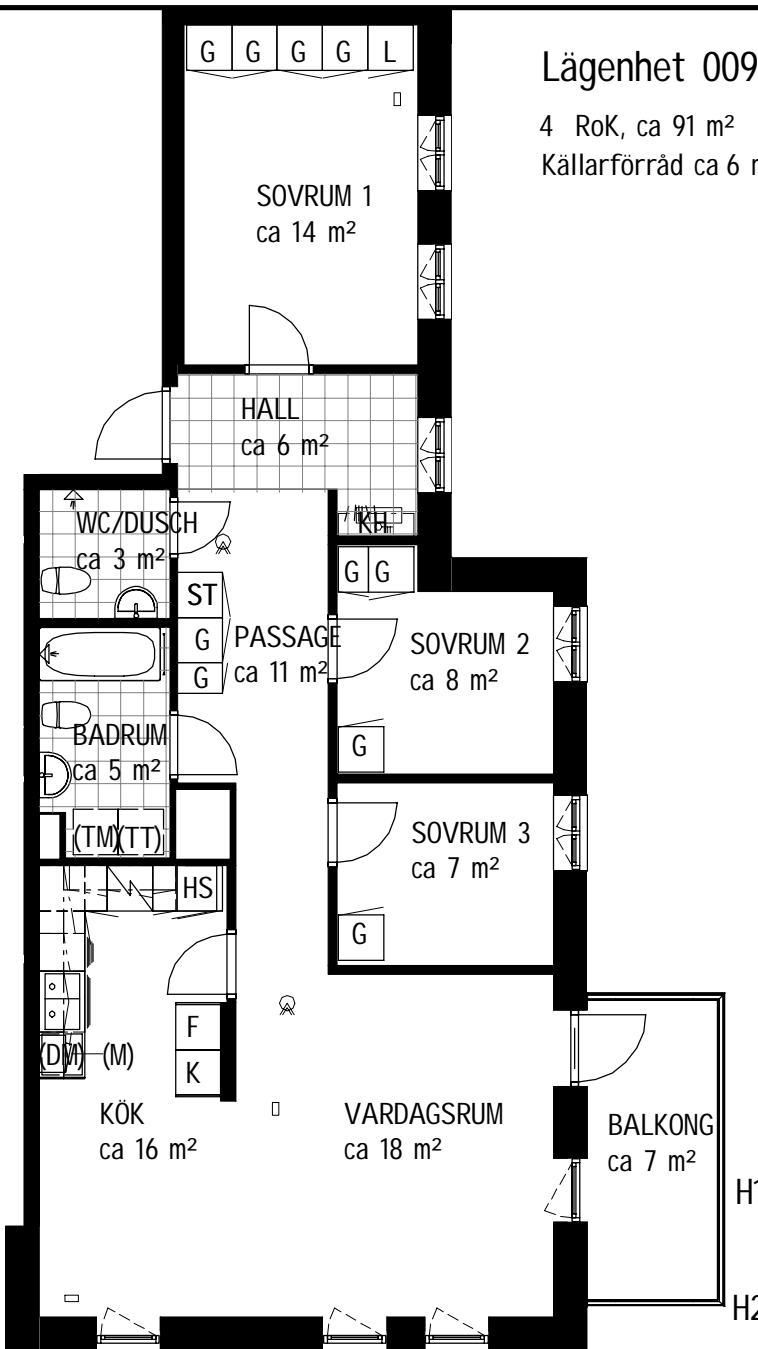 G G G G L
Lägenhet 009
4 RoK, ca 91 m²
Källarförråd ca 6 m
SOVRUM 1
ca 14 m²
HALL
ca 6 m²
WC/DUSCH
ca 3 m²
KH
G G
ST
G
G
PASSAGE
ca 11 m²
SOVRUM 2
ca 8 m²
G
BADRUM
ca 5 m²
(TM)(TT)
SOVRUM 3
ca 7 m²
G
HS
F
K
(DM) (M)
KÖK
ca 16 m²
VARDAGSRUM
ca 18 m²
BALKONG
ca 7 m²
H1
H2